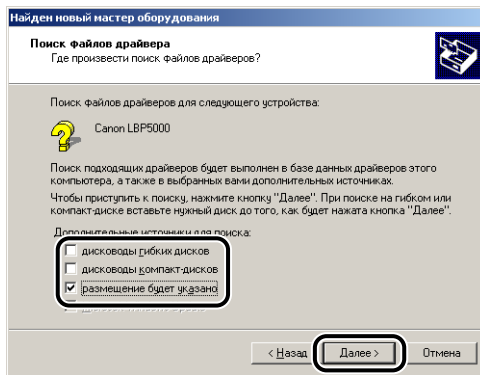 Найден новый мастер оборудования
Поиск файлов драйвера
Где произвести поиск файлов драйверов?
Поиск файлов драйверов для следующего устройства:
Canon LBP5000
Поиск подходящих драйверов будет выполнен в базе данных драйверов этого
компьютера, а также в выбранных вами дополнительных источниках.
Чтобы приступить к поиску, нажмите кнопку "Далее". При поиске на гибком или
компакт-диске вставьте нужный диск до того, как будет нажата кнопка "Далее".
Дополнительные источники для поиска:
дисководы гибких дисков
дисководы компакт-дисков
размещение будет указано
< Назад Далее > Отмена